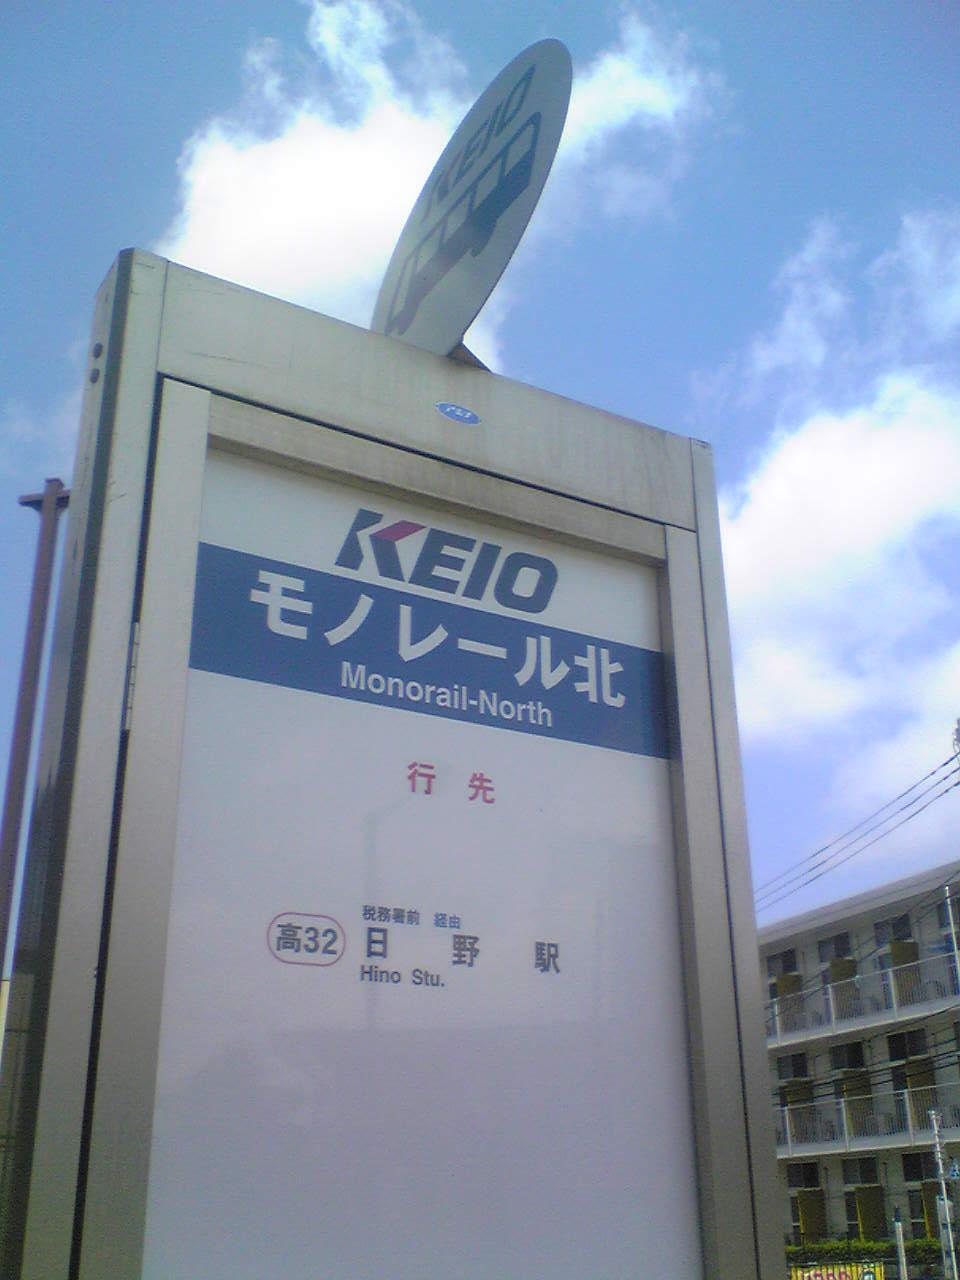 KEIO
KEIO
モノレール北
Monorail-North
行先
税務署前 経由
高32 日野駅
Hino Stu.